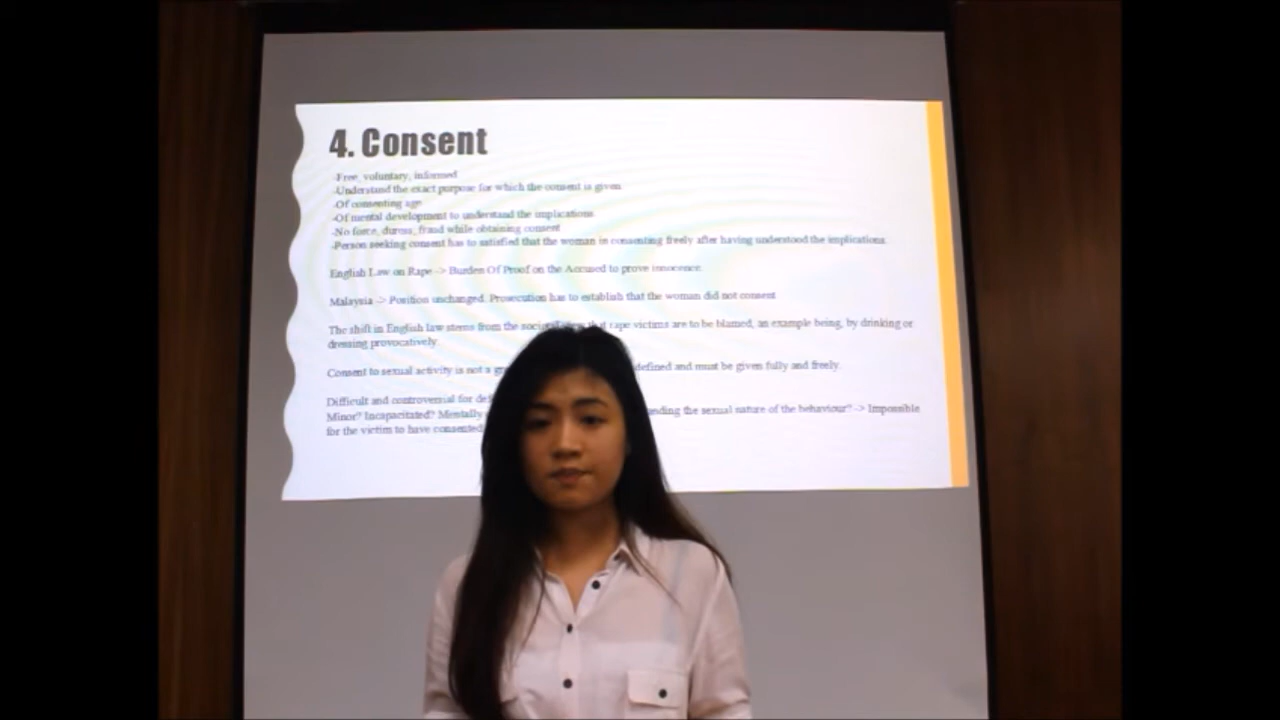 4. Consent
-Free, voluntary, informed
-Understand the exact purpose for which the consent is given
-Of consenting age
-Of mental development to understand the implications
-No force, duress, fraud while obtaining consent
-Person seeking consent has to satisfied that the woman is consenting freely after having understood the implications.
English Law on Rape -> Burden Of Proof on the Accused to prove innocence.
Malaysia -> Position unchanged. Prosecution has to establish that the woman did not consent
The shift in English law stems from the societal view that rape victims are to be blamed, an example being, by drinking or
dressing provocatively.
Consent to sexual activity is not a defined and must be given fully and freely.
Difficult and controversial for
Minor? Incapacitated? Mentally the sexual nature of the behaviour? -> Impossible
for the victim to have consented